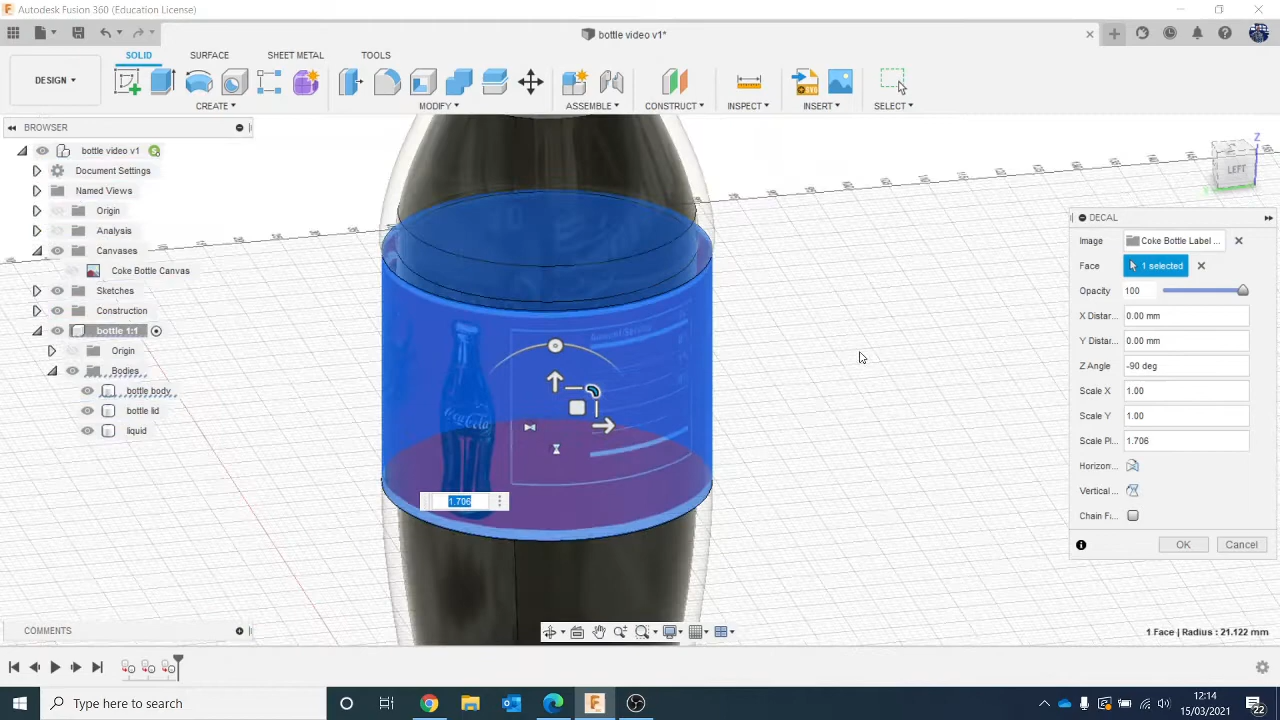 Autodesk Fusion 360 (Education License)
bottle video v1*
DESIGN
SOLID
SURFACE
SHEET METAL
TOOLS
CREATE
MODIFY
ASSEMBLE
CONSTRUCT
INSPECT
INSERT
SELECT
BROWSER
bottle video v1
Document Settings
Named Views
Origin
Analysis
Canvases
Coke Bottle Canvas
Sketches
Construction
bottle 1:1
Origin
Bodies
bottle body
bottle lid
liquid
LEFT
Z
DECAL
Image
Coke Bottle Label ...
Face
1 selected
Opacity
100
X Distar...
0.00 mm
Y Distar...
0.00 mm
Z Angle
-90 deg
Scale X
1.00
Scale Y
1.00
Scale Pl...
1.706
Horizon...
Vertical ...
Chain F...
OK
Cancel
Coca-Cola
1.706
COMMENTS
1 Face | Radius : 21.122 mm
Type here to search
12:14
15/03/2021
22